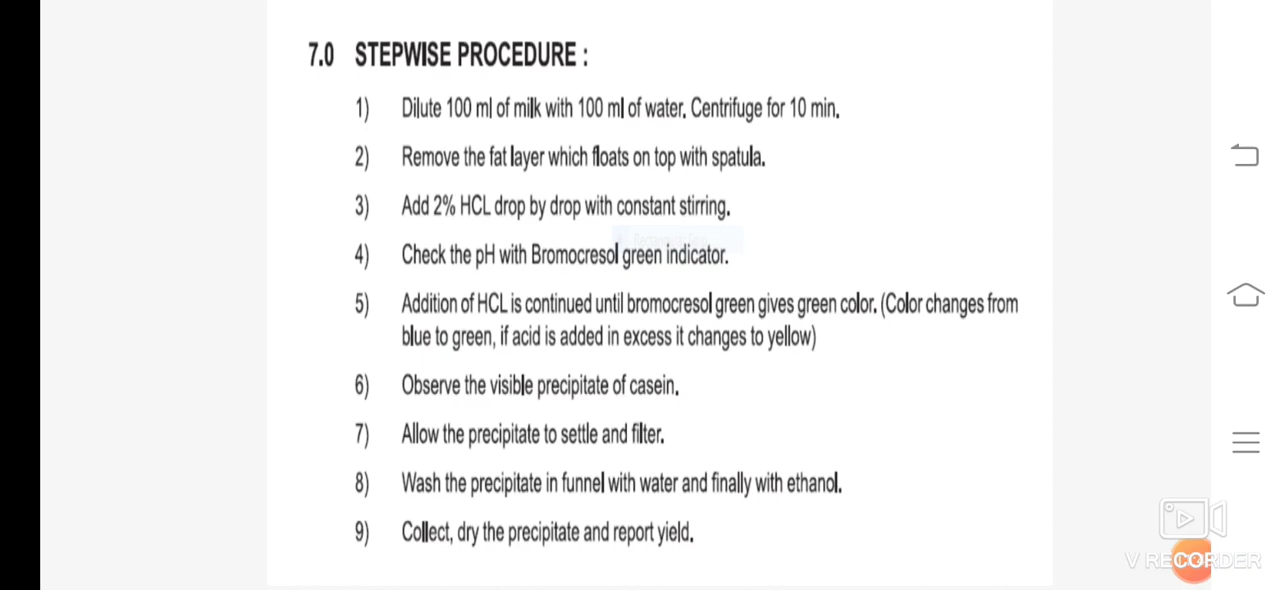 7.0 STEPWISE PROCEDURE :
1) Dilute 100 ml of milk with 100 ml of water. Centrifuge for 10 min.
2) Remove the fat layer which floats on top with spatula.
3) Add 2% HCL drop by drop with constant stirring.
4) Check the pH with Bromocresol green indicator.
5) Addition of HCL is continued until bromocresol green gives green color. (Color changes from
blue to green, if acid is added in excess it changes to yellow)
6) Observe the visible precipitate of casein.
7) Allow the precipitate to settle and filter.
8) Wash the precipitate in funnel with water and finally with ethanol.
9) Collect, dry the precipitate and report yield.
V RECORDER